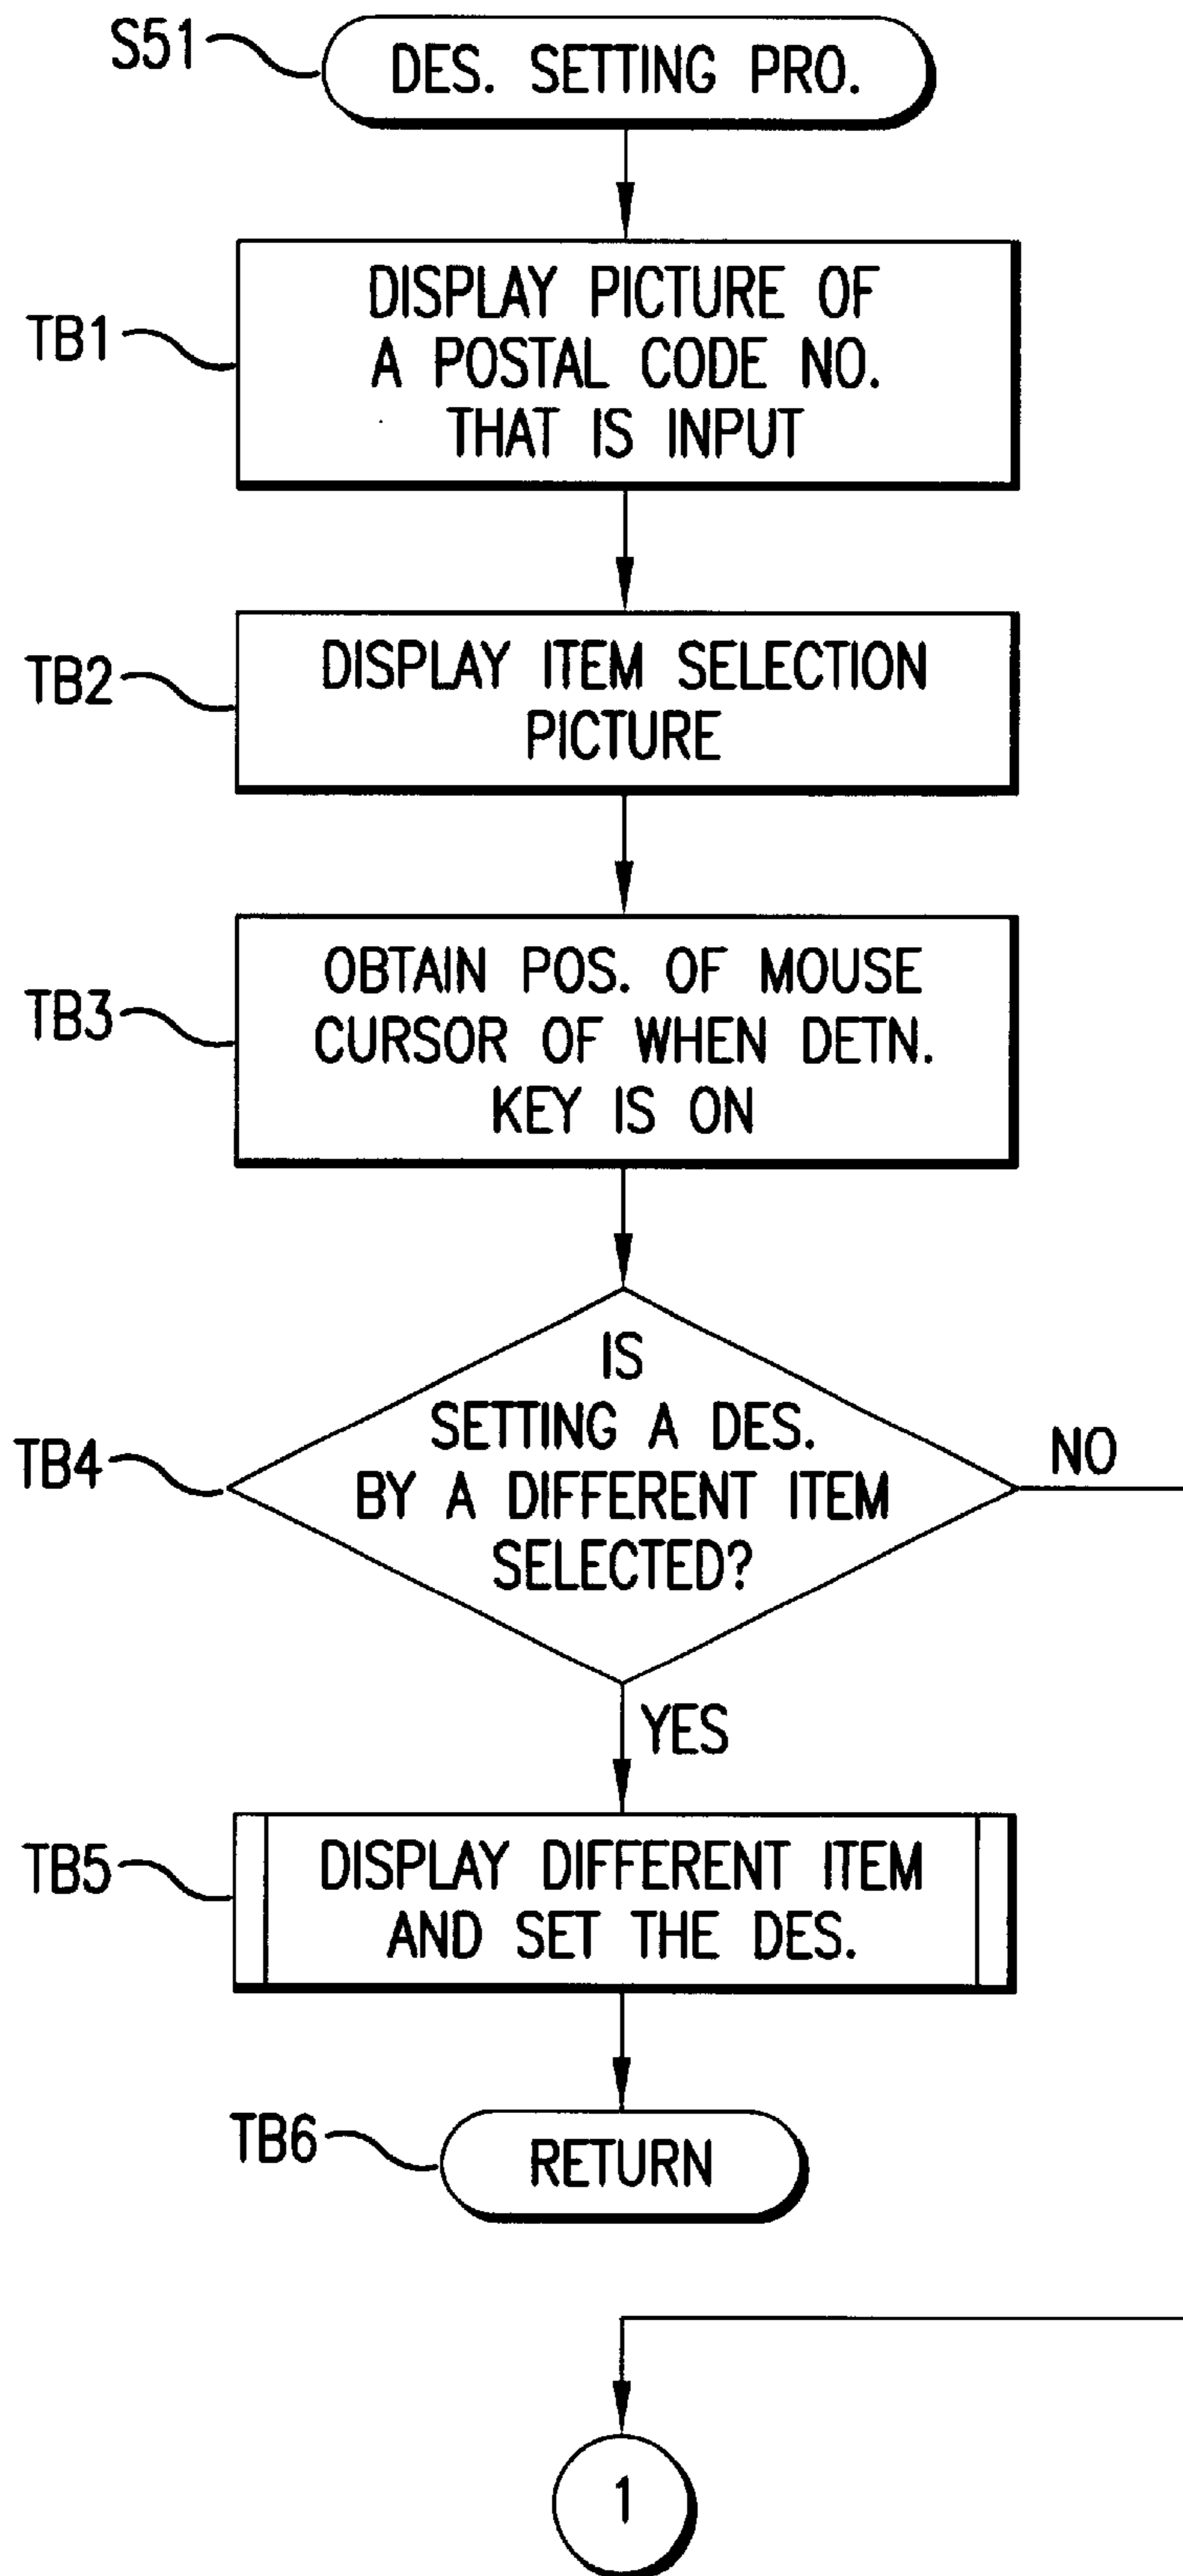 S51
DES. SETTING PRO.
TB1
DISPLAY PICTURE OF
A POSTAL CODE NO.
THAT IS INPUT
TB2
DISPLAY ITEM SELECTION
PICTURE
TB3
OBTAIN POS. OF MOUSE
CURSOR OF WHEN DETN.
KEY IS ON
TB4
IS
SETTING A DES.
BY A DIFFERENT ITEM
SELECTED?
NO
YES
TB5
DISPLAY DIFFERENT ITEM
AND SET THE DES.
TB6
RETURN
1